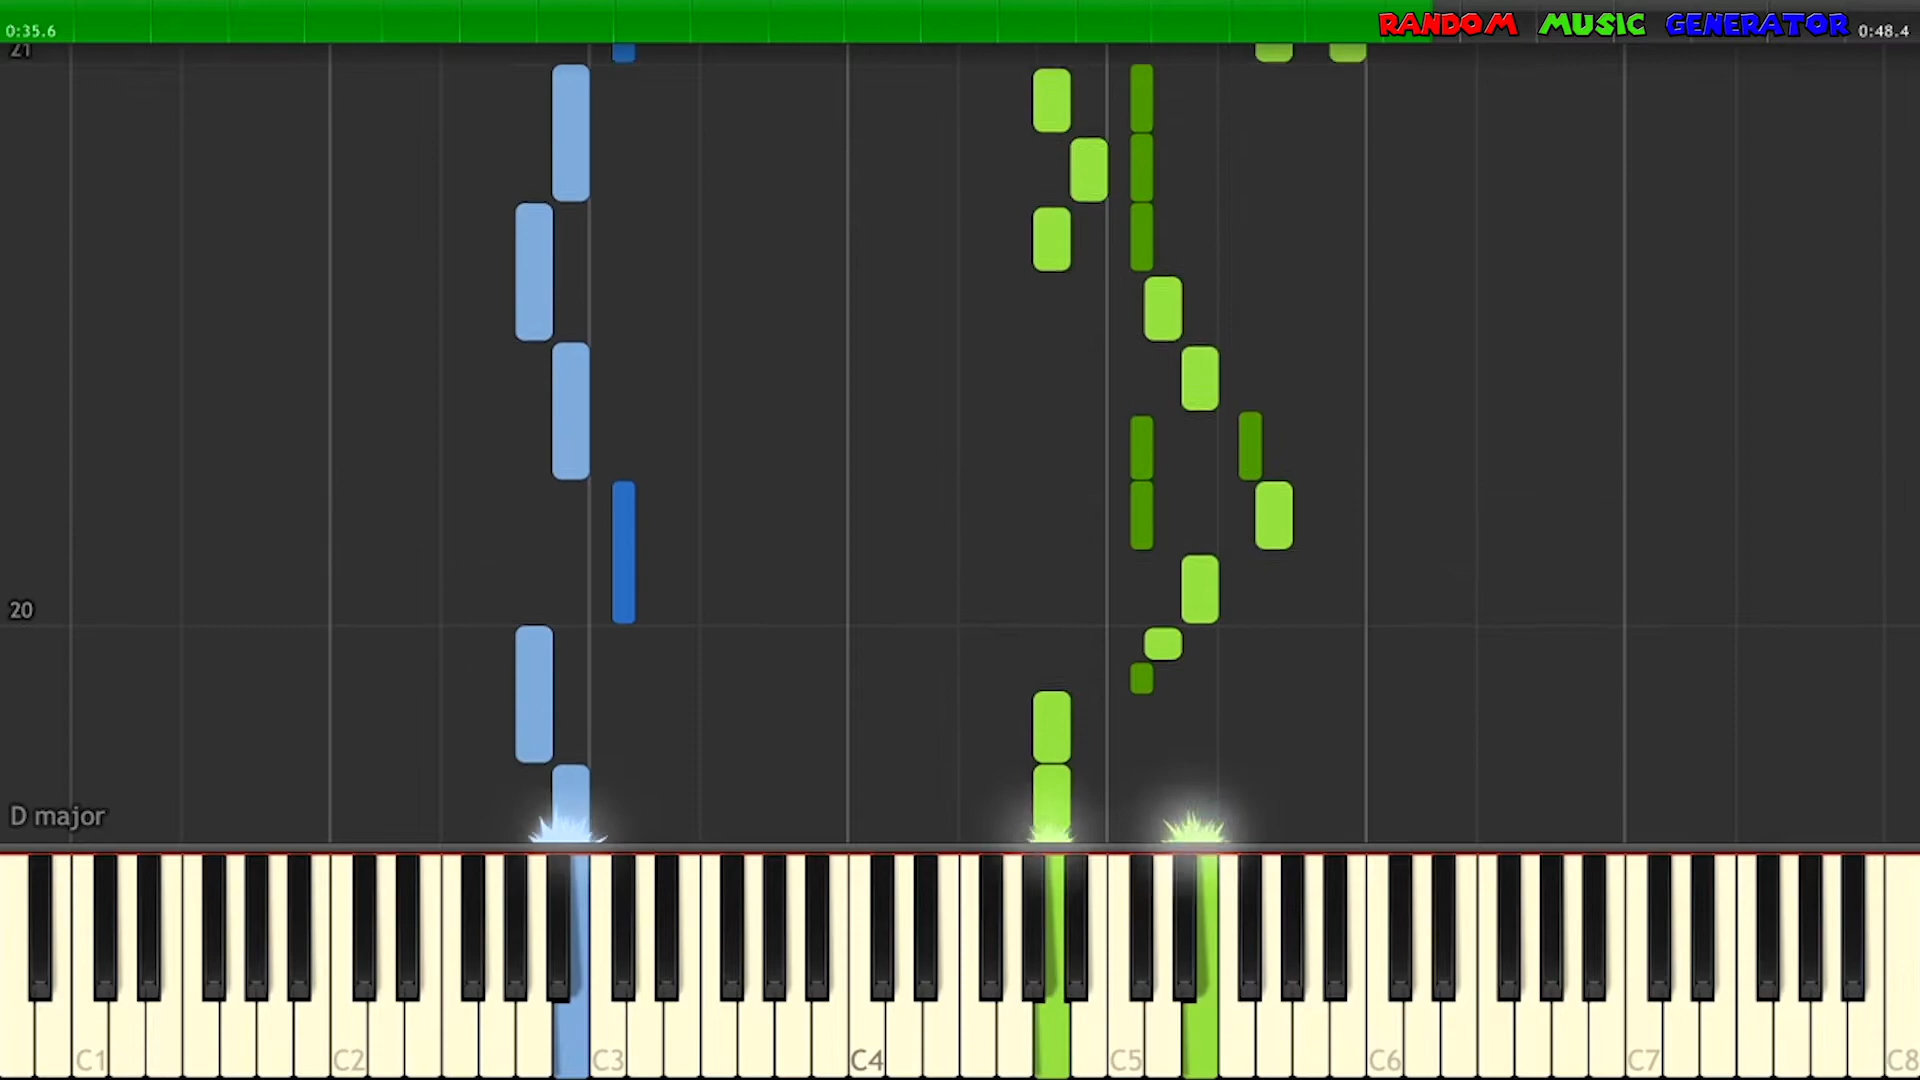 0:35.6
RANDOM MUSIC GENERATOR 0:48.4
21
20
D major
C1 C2 C3 C4 C5 C6 C7 C8